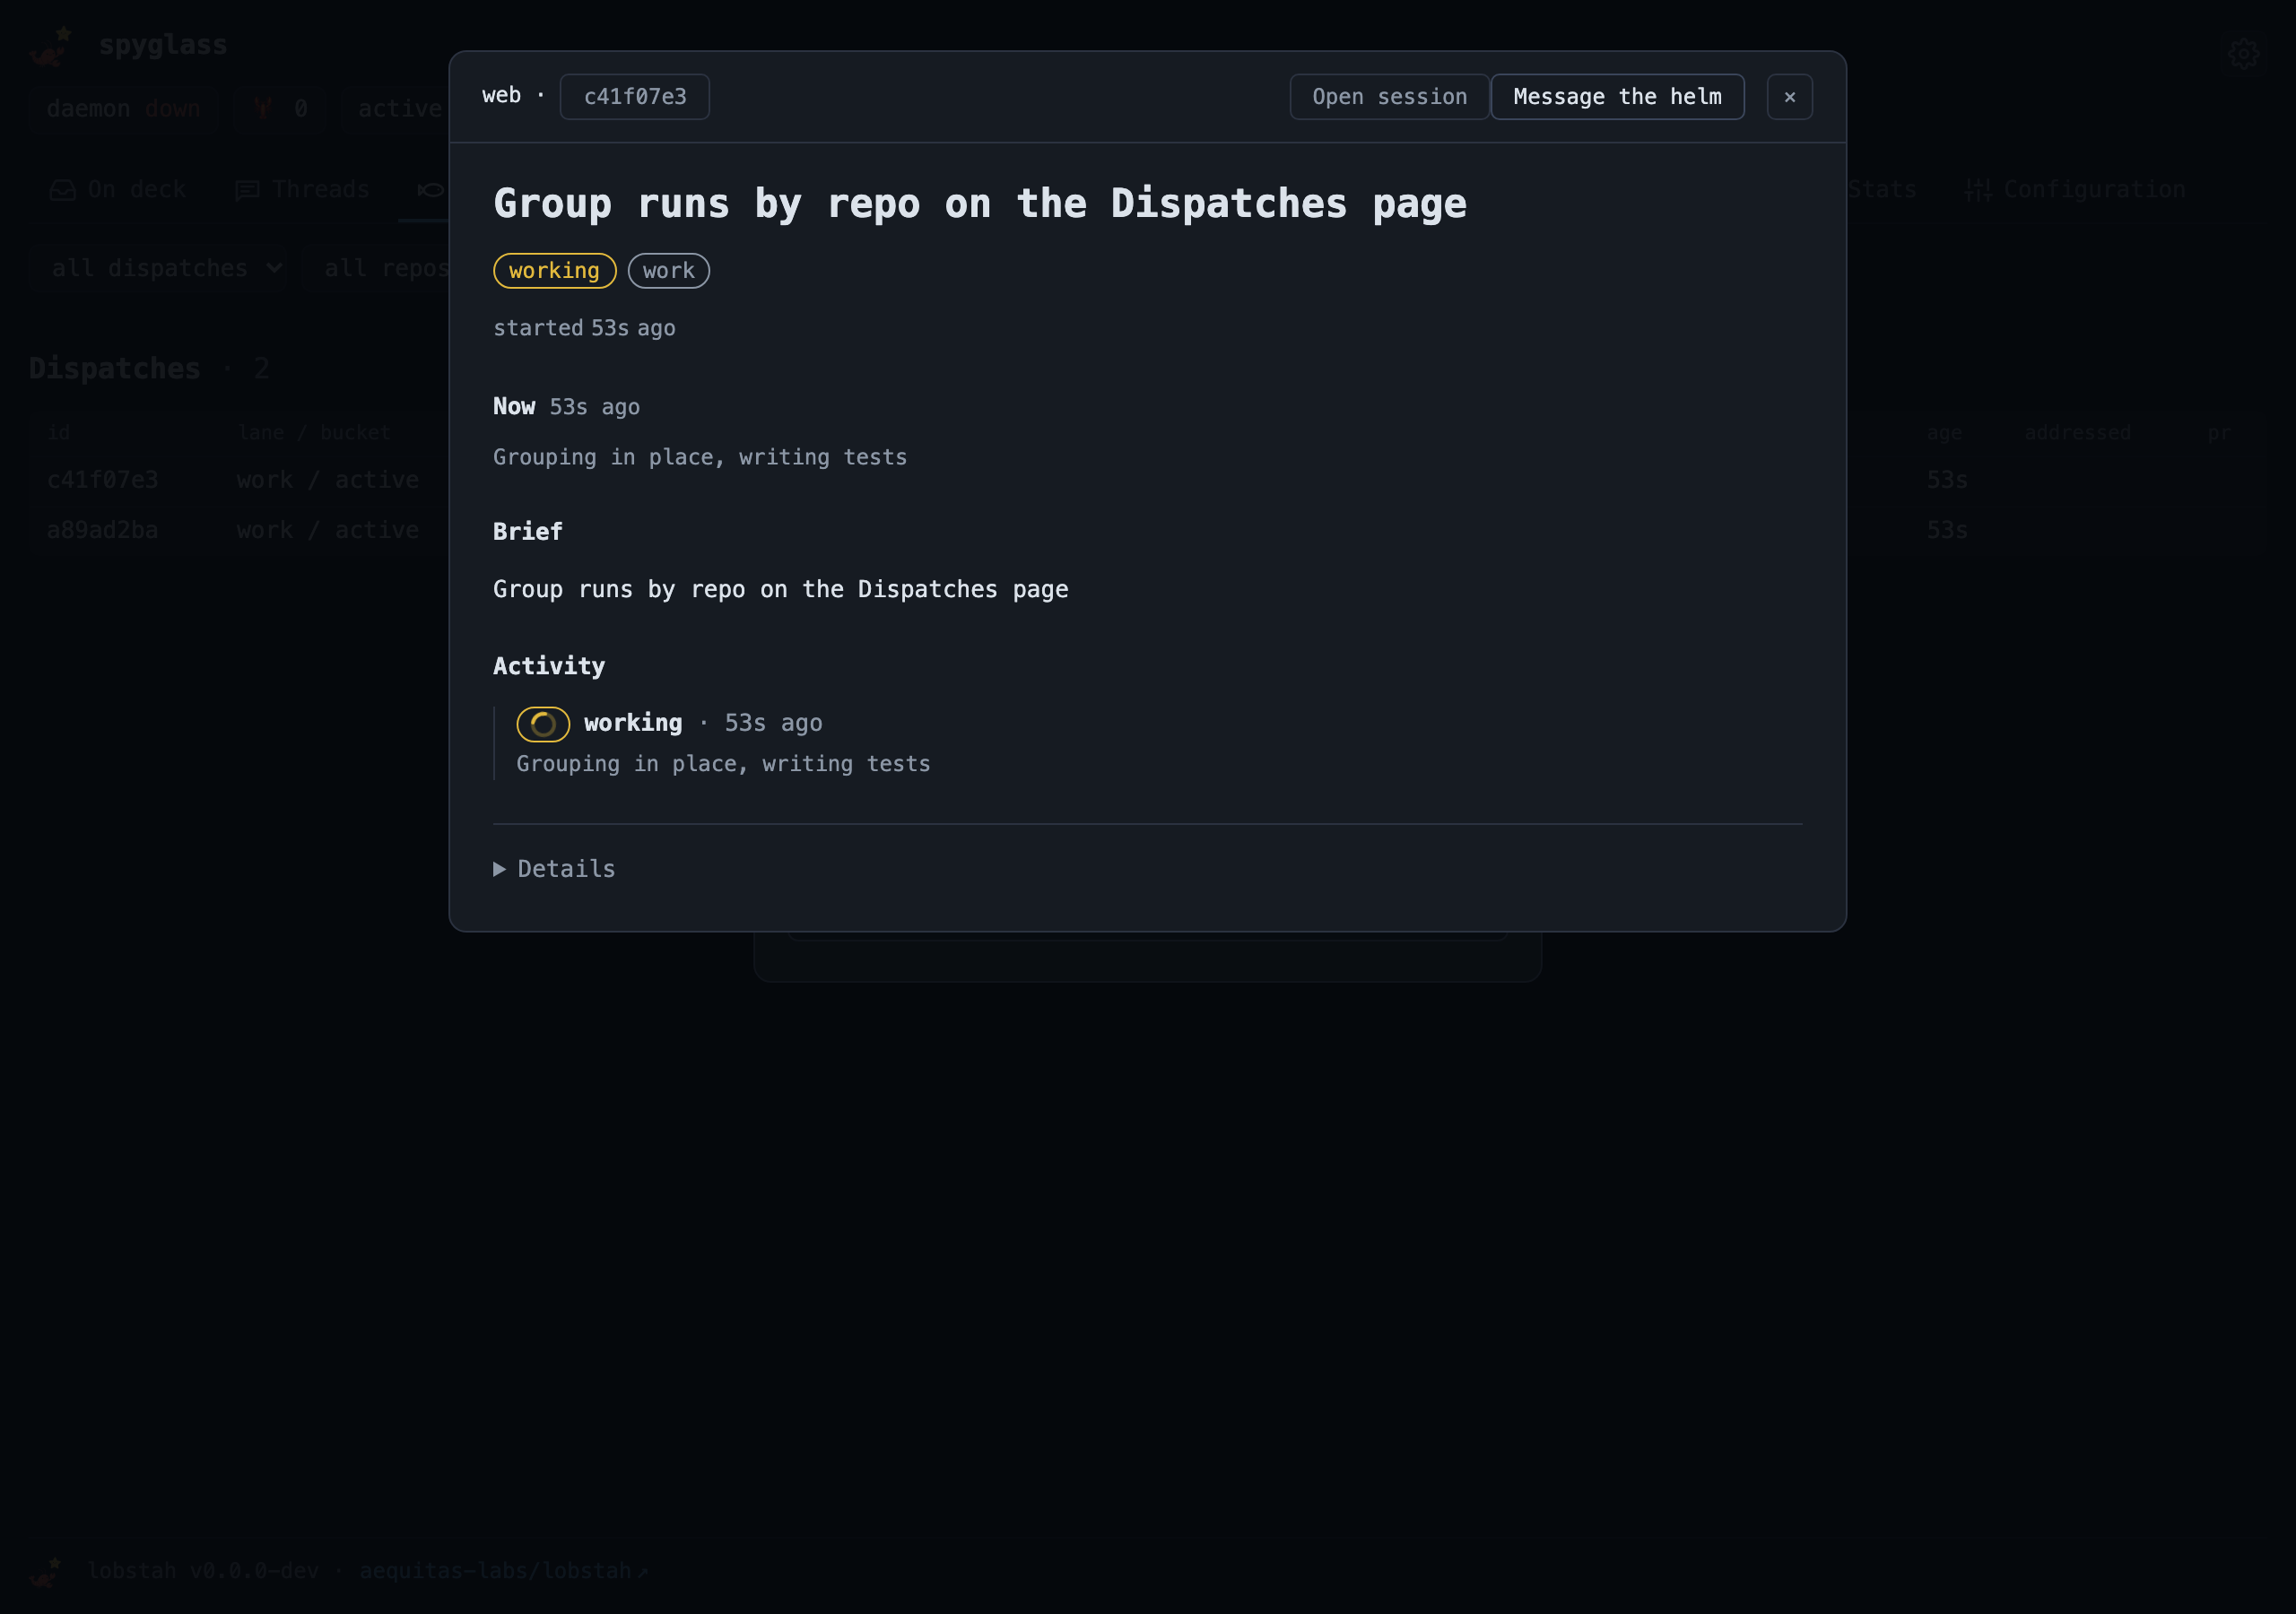 spyglass
daemon down 0 active
web · c41f07e3 Open session Message the helm ×
On deck Threads Stats Configuration
all dispatches all repos
Group runs by repo on the Dispatches page
working work
started 53s ago
Dispatches · 2
Now 53s ago
id lane / bucket age addressed pr
Grouping in place, writing tests
c41f07e3 work / active 53s
a89ad2ba work / active 53s
Brief
Group runs by repo on the Dispatches page
Activity
working · 53s ago
Grouping in place, writing tests
▶ Details
lobstah v0.0.0-dev · aequitas-labs/lobstah↗